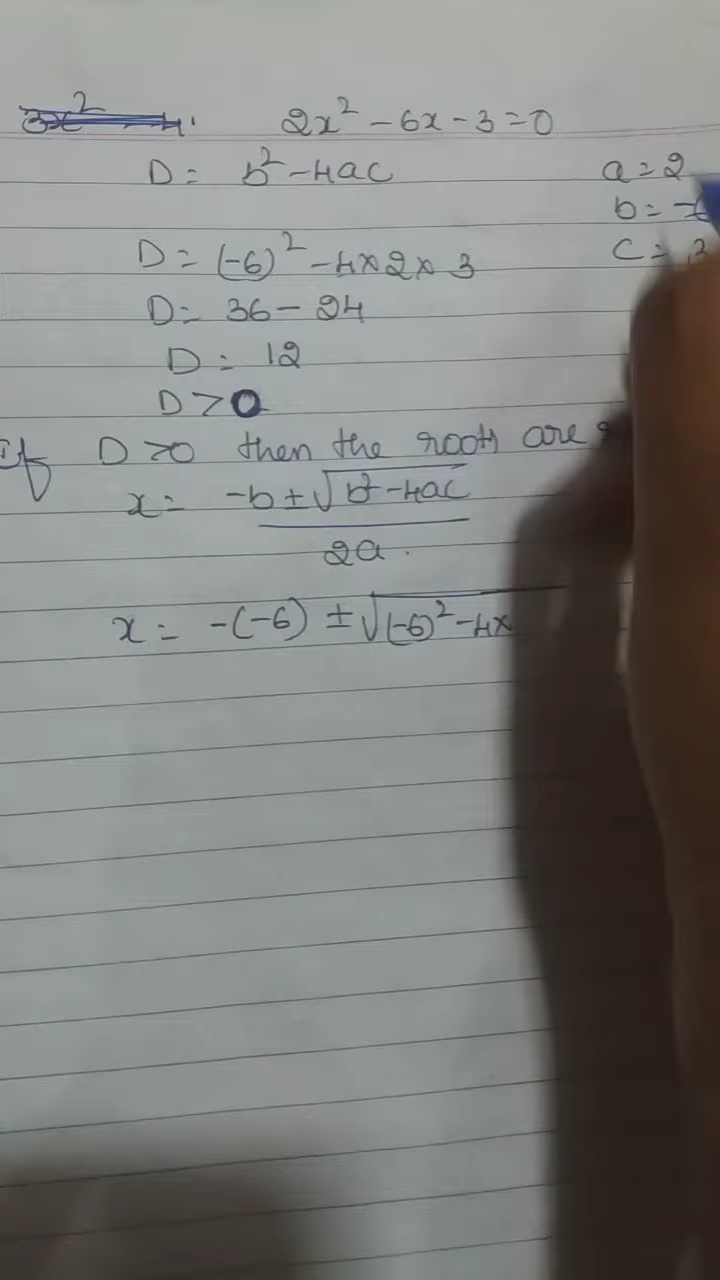 2x² - 6x - 3 = 0
D = b² - 4ac
a = 2
b = -
c = 3
D = (-6)² - 4 × 2 × 3
D = 36 - 24
D = 12
D > 0
If D > 0 then the roots are
x = -b ± √b² - 4ac
2a
x = -(-6) ± √(-6)² - 4×